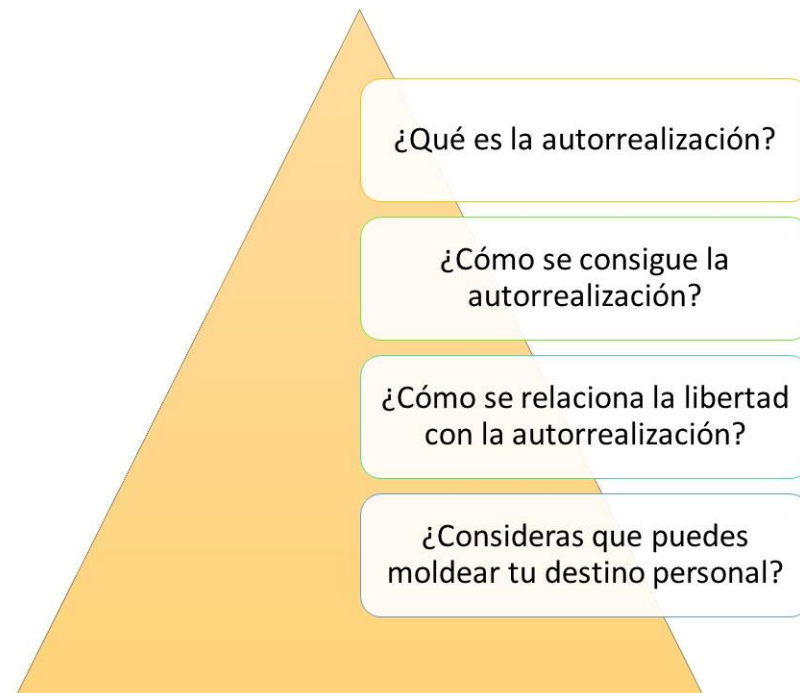 ¿Qué es la autorrealización?
¿Cómo se consigue la
autorrealización?
¿Cómo se relaciona la libertad
con la autorrealización?
¿Consideras que puedes
moldear tu destino personal?